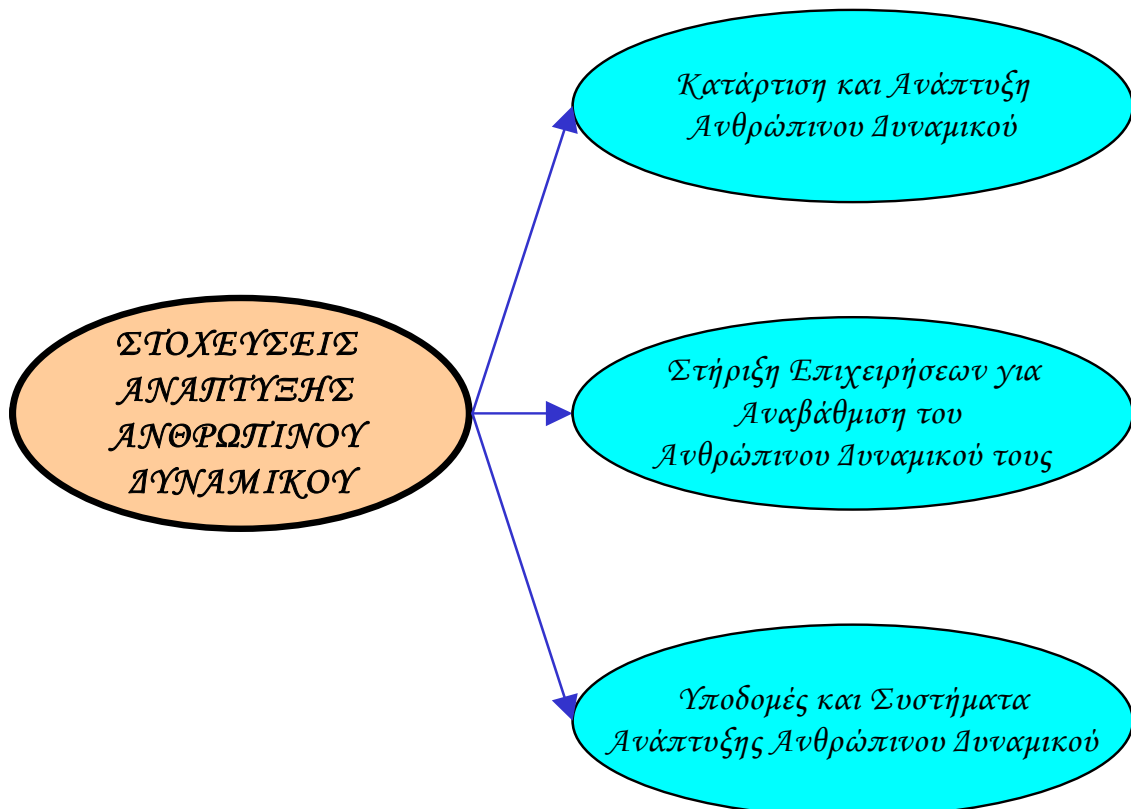 Κατάρτιση και Ανάπτυξη
Ανθρώπινου Δυναμικού
ΣΤΟΧΕΥΣΕΙΣ
ΑΝΑΠΤΥΞΗΣ
ΑΝΘΡΩΠΙΝΟΥ
ΔΥΝΑΜΙΚΟΥ
Στήριξη Επιχειρήσεων για
Αναβάθμιση του
Ανθρώπινου Δυναμικού τους
Υποδομές και Συστήματα
Ανάπτυξης Ανθρώπινου Δυναμικού